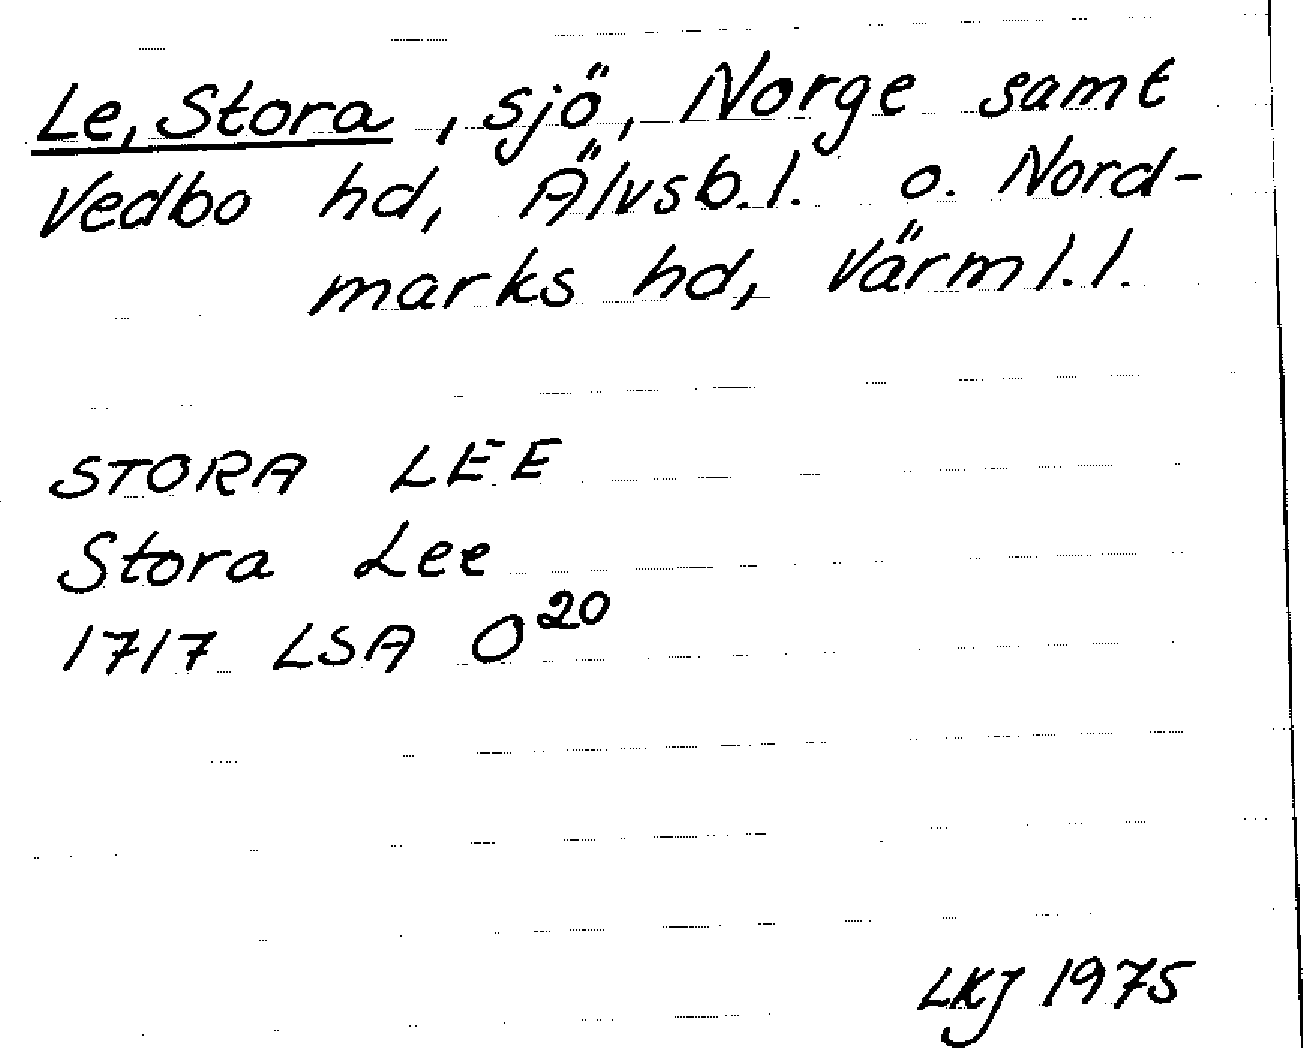 Le, Stora, sjö, Norge samt
Vedbo hd, Älvsb.l. o. Nord-
marks hd, Värml.l.
STORA LEE
Stora Lee
1717 LSA O²⁰
LKJ 1975